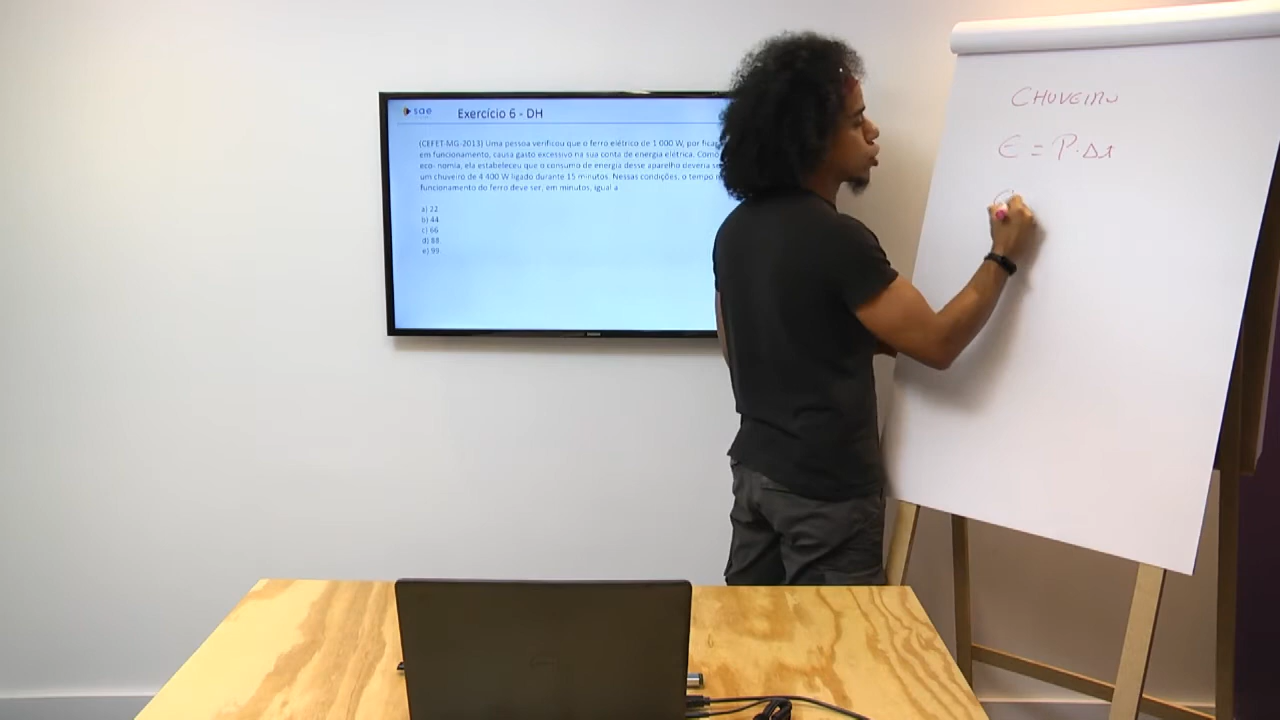 sae
Exercício 6 - DH
(CEFET-MG-2013) Uma pessoa verificou que o ferro elétrico de 1 000 W, por
em funcionamento, causa gasto excessivo na sua conta de energia elétrica. Como
eco- nomia, ela estabeleceu que o consumo de energia desse aparelho deveria
um chuveiro de 4 400 W ligado durante 15 minutos. Nessas condições, o tempo
funcionamento do ferro deve ser, em minutos, igual a
a) 22
b) 44
c) 66
d) 88
e) 99
CHUVEIRO
E = P·Δt